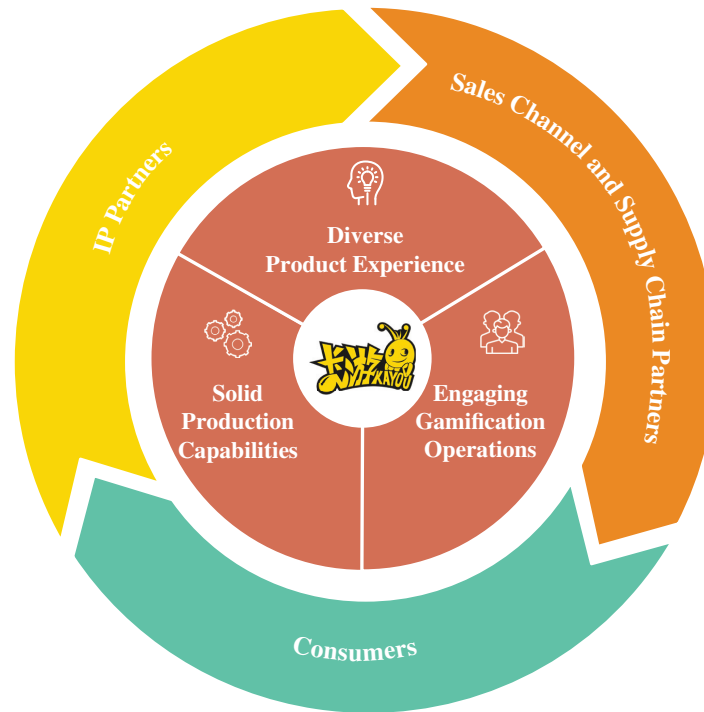 IP Partners
Sales Channel and Supply Chain Partners
Diverse
Product Experience
卡游 KAYOU
Solid
Production
Capabilities
Engaging
Gamification
Operations
Consumers